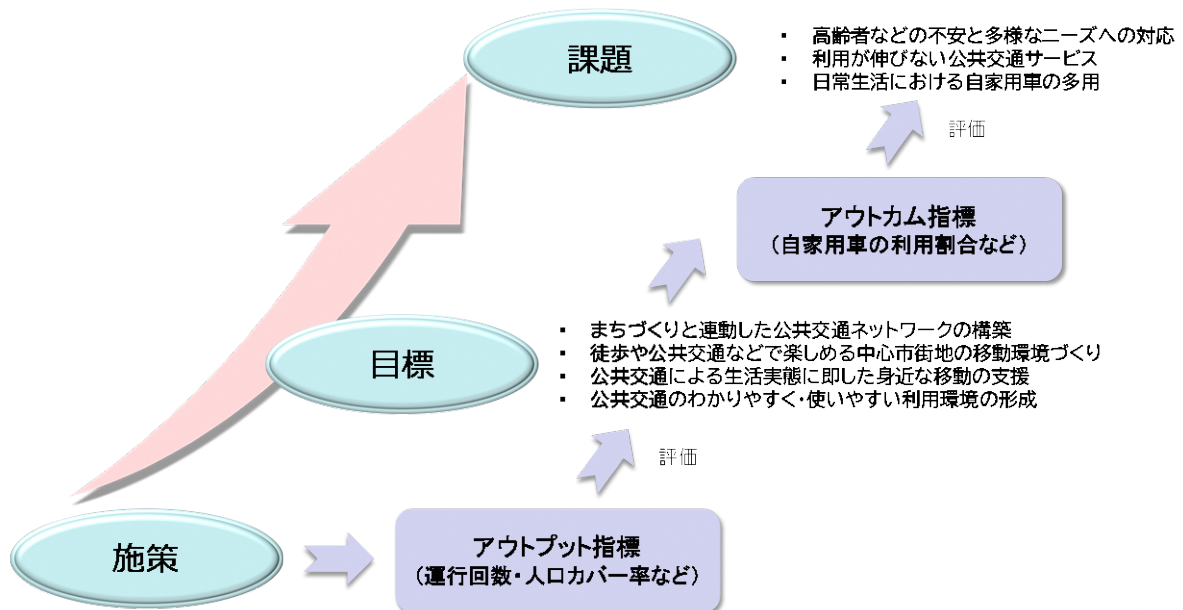 課題
▪ 高齢者などの不安と多様なニーズへの対応
▪ 利用が伸びない公共交通サービス
▪ 日常生活における自家用車の多用
評価
アウトカム指標
（自家用車の利用割合など）
目標
▪ まちづくりと連動した公共交通ネットワークの構築
▪ 徒歩や公共交通などで楽しめる中心市街地の移動環境づくり
▪ 公共交通による生活実態に即した身近な移動の支援
▪ 公共交通のわかりやすく・使いやすい利用環境の形成
評価
施策
アウトプット指標
（運行回数・人口カバー率など）